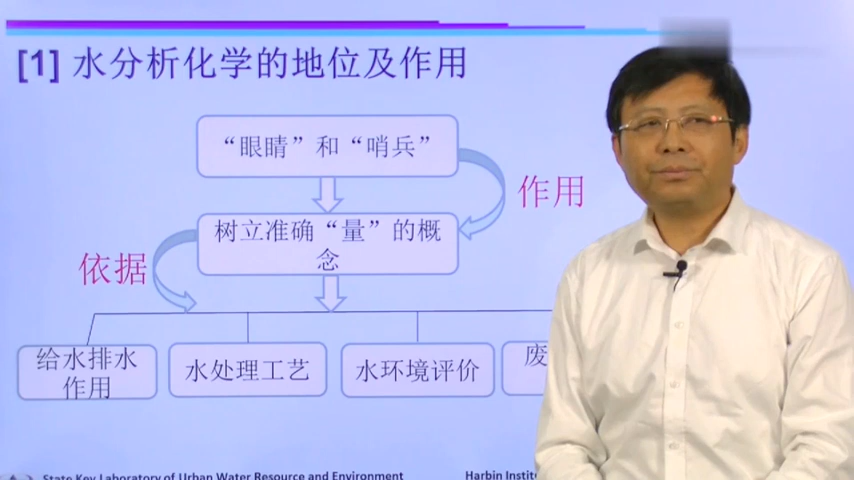 [1] 水分析化学的地位及作用
“眼睛”和“哨兵”
作用
树立准确“量”的概
念
依据
给水排水
作用
水处理工艺
水环境评价
废
State Key Laboratory of Urban Water Resource and Environment
Harbin Institu